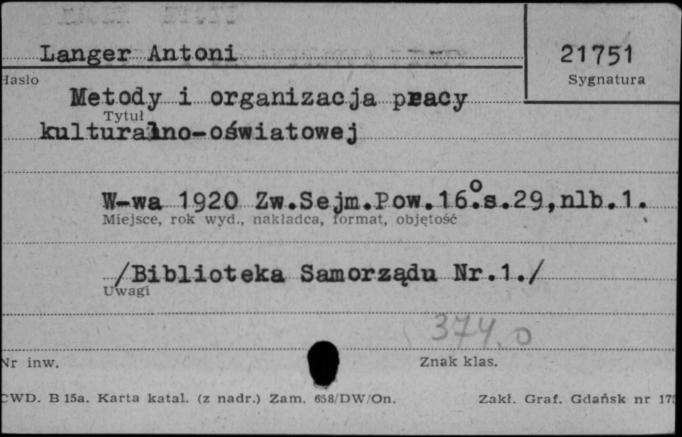 Langer Antoni
21751
Hasło
Sygnatura
Metody i organizacja pracy
Tytuł
kulturalno-oświatowej
W-wa 1920 Zw.Sejm.Pow.16°.s.29,nlb.1.
Miejsce, rok wyd., nakładca, format, objętość
/Biblioteka Samorządu Nr.1./
Uwagi
374.0
Nr inw.
Znak klas.
CWD. B 15a. Karta katal. (z nadr.) Zam. 658/DW/On.
Zakł. Graf. Gdańsk nr